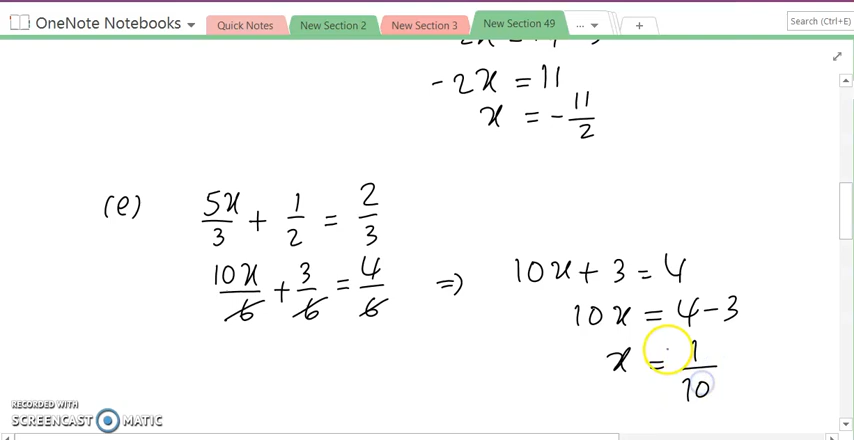 OneNote Notebooks Quick Notes New Section 2 New Section 3 New Section 49 ... + Search (Ctrl+E)
-2x = 11
x = -11/2
(e) 5x/3 + 1/2 = 2/3
10x/6 + 3/6 = 4/6 ⇒ 10x + 3 = 4
10x = 4 - 3
x = 1/10
RECORDED WITH
SCREENCAST MATIC